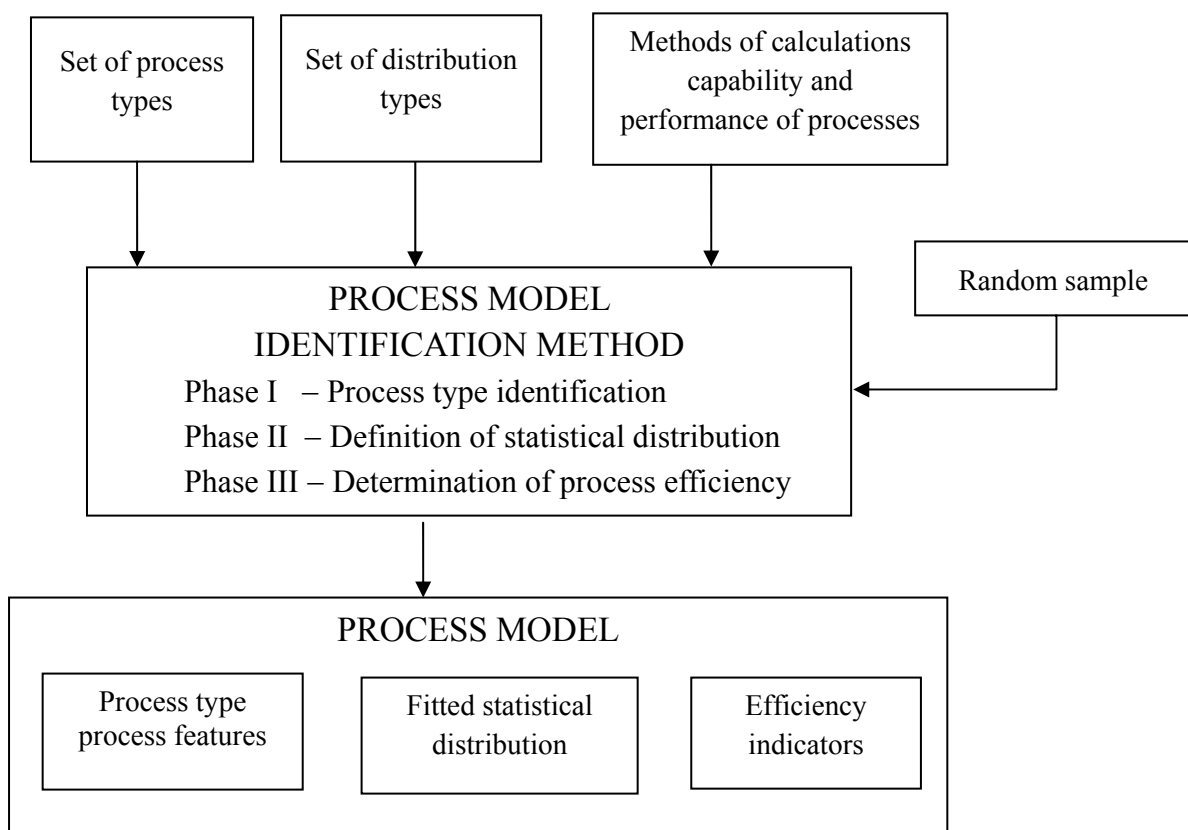 Set of process
types
Set of distribution
types
Methods of calculations
capability and
performance of processes
Random sample
PROCESS MODEL
IDENTIFICATION METHOD
Phase I – Process type identification
Phase II – Definition of statistical distribution
Phase III – Determination of process efficiency
PROCESS MODEL
Process type
process features
Fitted statistical
distribution
Efficiency
indicators